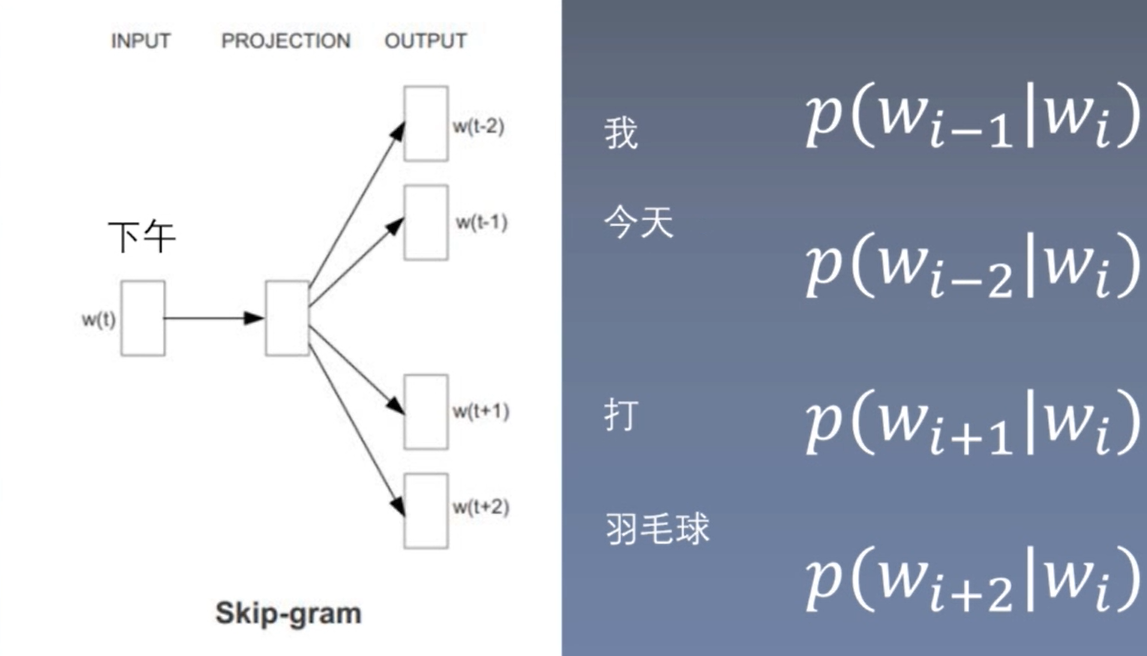 INPUT PROJECTION OUTPUT
w(t-2)
w(t-1)
下午
w(t)
w(t+1)
w(t+2)
Skip-gram
我
p(w_{i-1}|w_i)
今天
p(w_{i-2}|w_i)
打
p(w_{i+1}|w_i)
羽毛球
p(w_{i+2}|w_i)